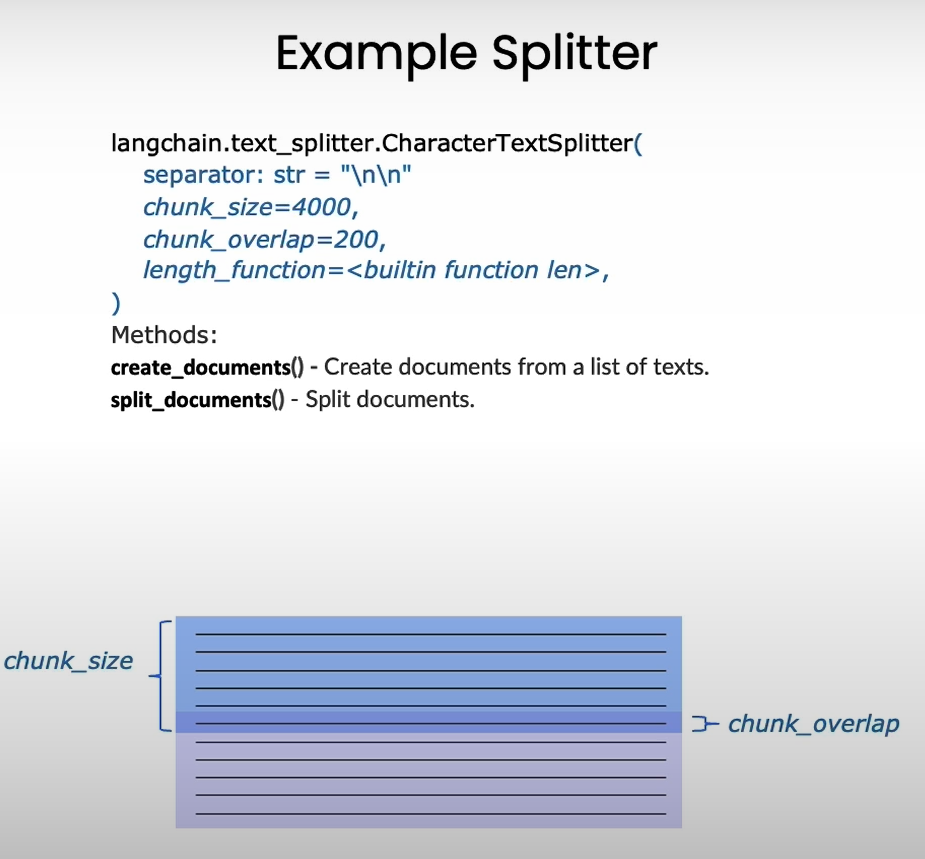 Example Splitter
langchain.text_splitter.CharacterTextSplitter(
separator: str = "\n\n"
chunk_size=4000,
chunk_overlap=200,
length_function=<builtin function len>,
)
Methods:
create_documents() - Create documents from a list of texts.
split_documents() - Split documents.
chunk_size
chunk_overlap